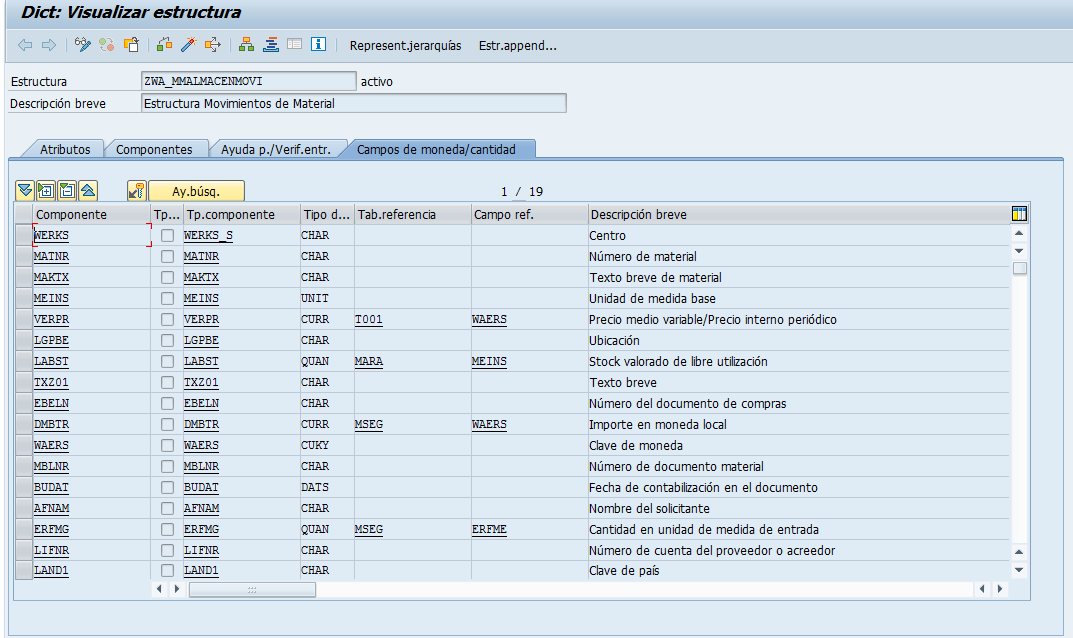 Dict: Visualizar estructura
Represent.jerarquías Estr.append...
Estructura ZWA_MMALMACENMOVI activo
Descripción breve Estructura Movimientos de Material
Atributos Componentes Ayuda p./Verif.entr. Campos de moneda/cantidad
Ay.búsq. 1 / 19
Componente Tp... Tp.componente Tipo d... Tab.referencia Campo ref. Descripción breve
WERKS WERKS_S CHAR Centro
MATNR MATNR CHAR Número de material
MAKTX MAKTX CHAR Texto breve de material
MEINS MEINS UNIT Unidad de medida base
VERPR VERPR CURR T001 WAERS Precio medio variable/Precio interno periódico
LGPBE LGPBE CHAR Ubicación
LABST LABST QUAN MARA MEINS Stock valorado de libre utilización
TXZ01 TXZ01 CHAR Texto breve
EBELN EBELN CHAR Número del documento de compras
DMBTR DMBTR CURR MSEG WAERS Importe en moneda local
WAERS WAERS CUKY Clave de moneda
MBLNR MBLNR CHAR Número de documento material
BUDAT BUDAT DATS Fecha de contabilización en el documento
AFNAM AFNAM CHAR Nombre del solicitante
ERFMG ERFMG QUAN MSEG ERFME Cantidad en unidad de medida de entrada
LIFNR LIFNR CHAR Número de cuenta del proveedor o acreedor
LAND1 LAND1 CHAR Clave de país